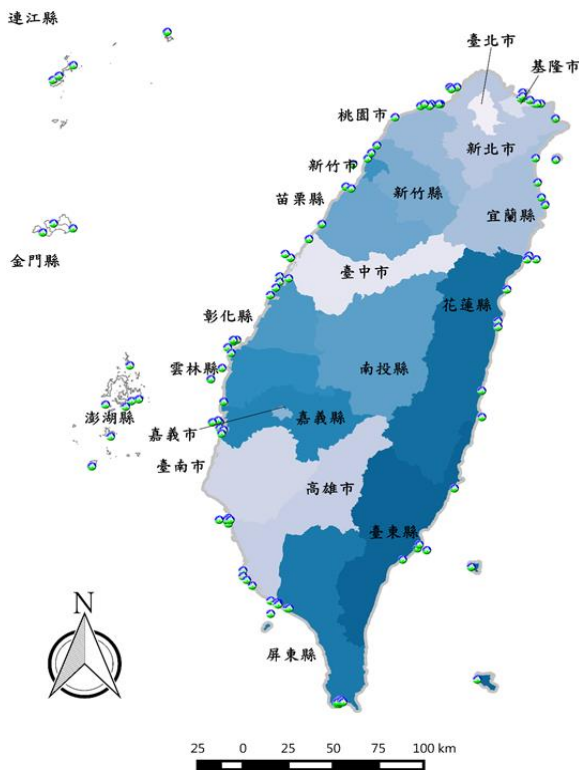 連江縣
臺北市
基隆市
桃園市
新北市
新竹市
新竹縣
苗栗縣
宜蘭縣
金門縣
臺中市
花蓮縣
彰化縣
雲林縣
南投縣
澎湖縣
嘉義縣
嘉義市
臺南市
高雄市
臺東縣
N
屏東縣
25 0 25 50 100 km